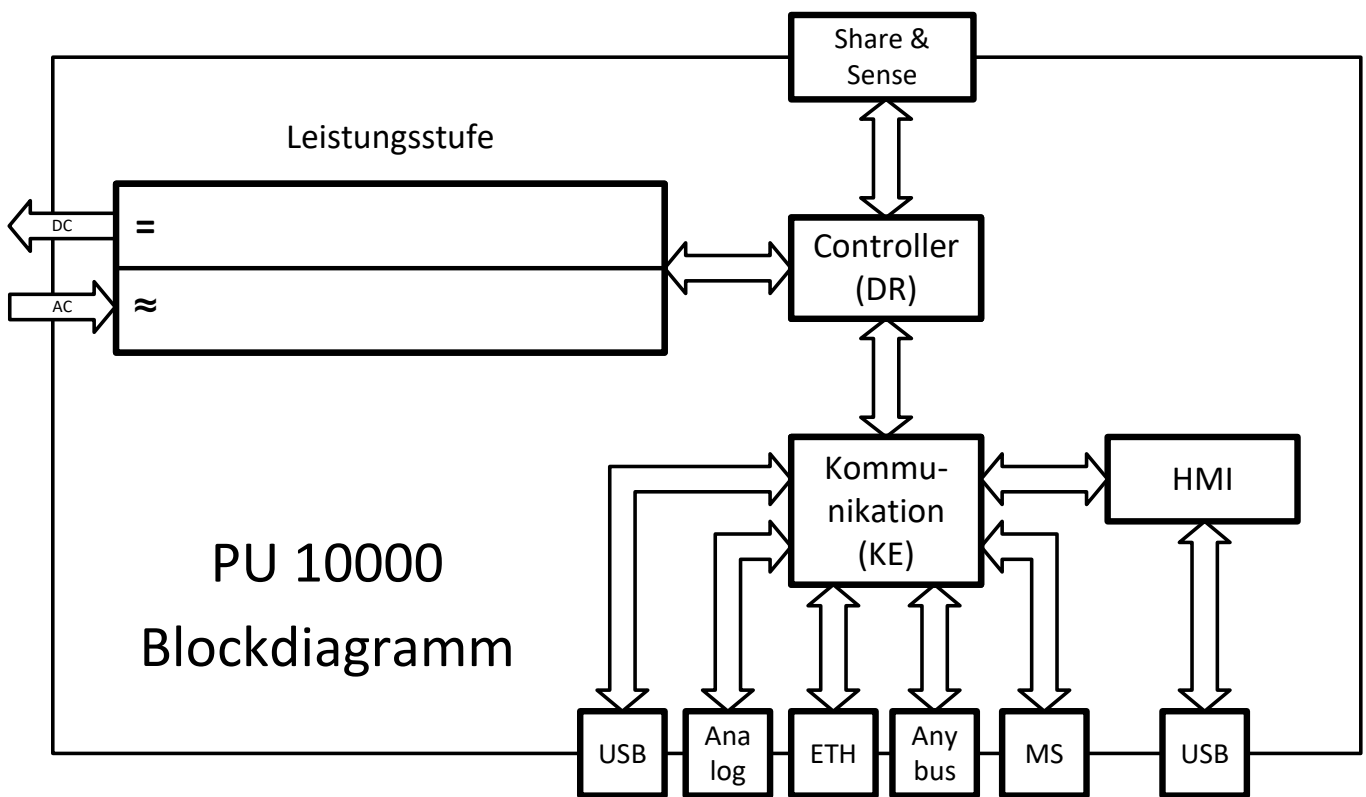 Share &
Sense
Leistungsstufe
DC
=
Controller
(DR)
AC
≈
Kommu-
nikation
(KE)
HMI
PU 10000
Blockdiagramm
USB
Ana
log
ETH
Any
bus
MS
USB